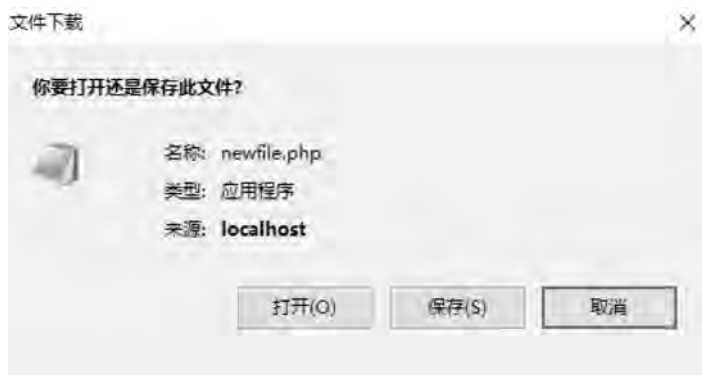 文件下载
你要打开还是保存此文件?
名称: newfile.php
类型: 应用程序
来源: localhost
打开(O) 保存(S) 取消